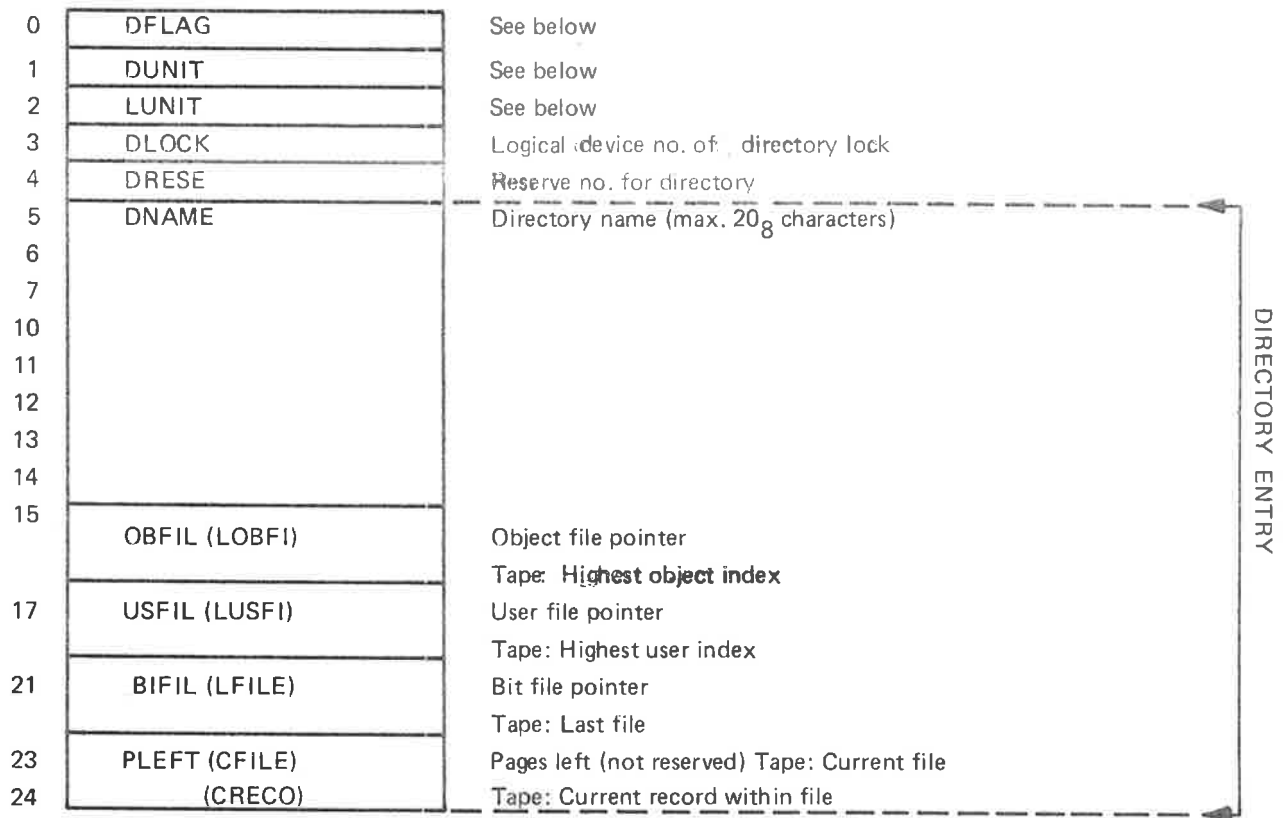 0 DFLAG See below
1 DUNIT See below
2 LUNIT See below
3 DLOCK Logical device no. of directory lock
4 DRESE Reserve no. for directory
5 DNAME Directory name (max. 20₈ characters)
6
7
10
11
12
13
14
15
OBFIL (LOBFI) Object file pointer
Tape: Highest object index
17 USFIL (LUSFI) User file pointer
Tape: Highest user index
21 BIFIL (LFILE) Bit file pointer
Tape: Last file
23 PLEFT (CFILE) Pages left (not reserved) Tape: Current file
24 (CRECO) Tape: Current record within file
DIRECTORY ENTRY